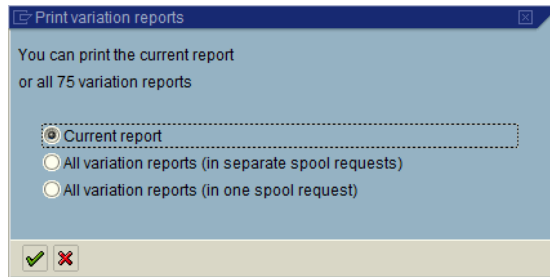 Print variation reports
You can print the current report
or all 75 variation reports
Current report
All variation reports (in separate spool requests)
All variation reports (in one spool request)